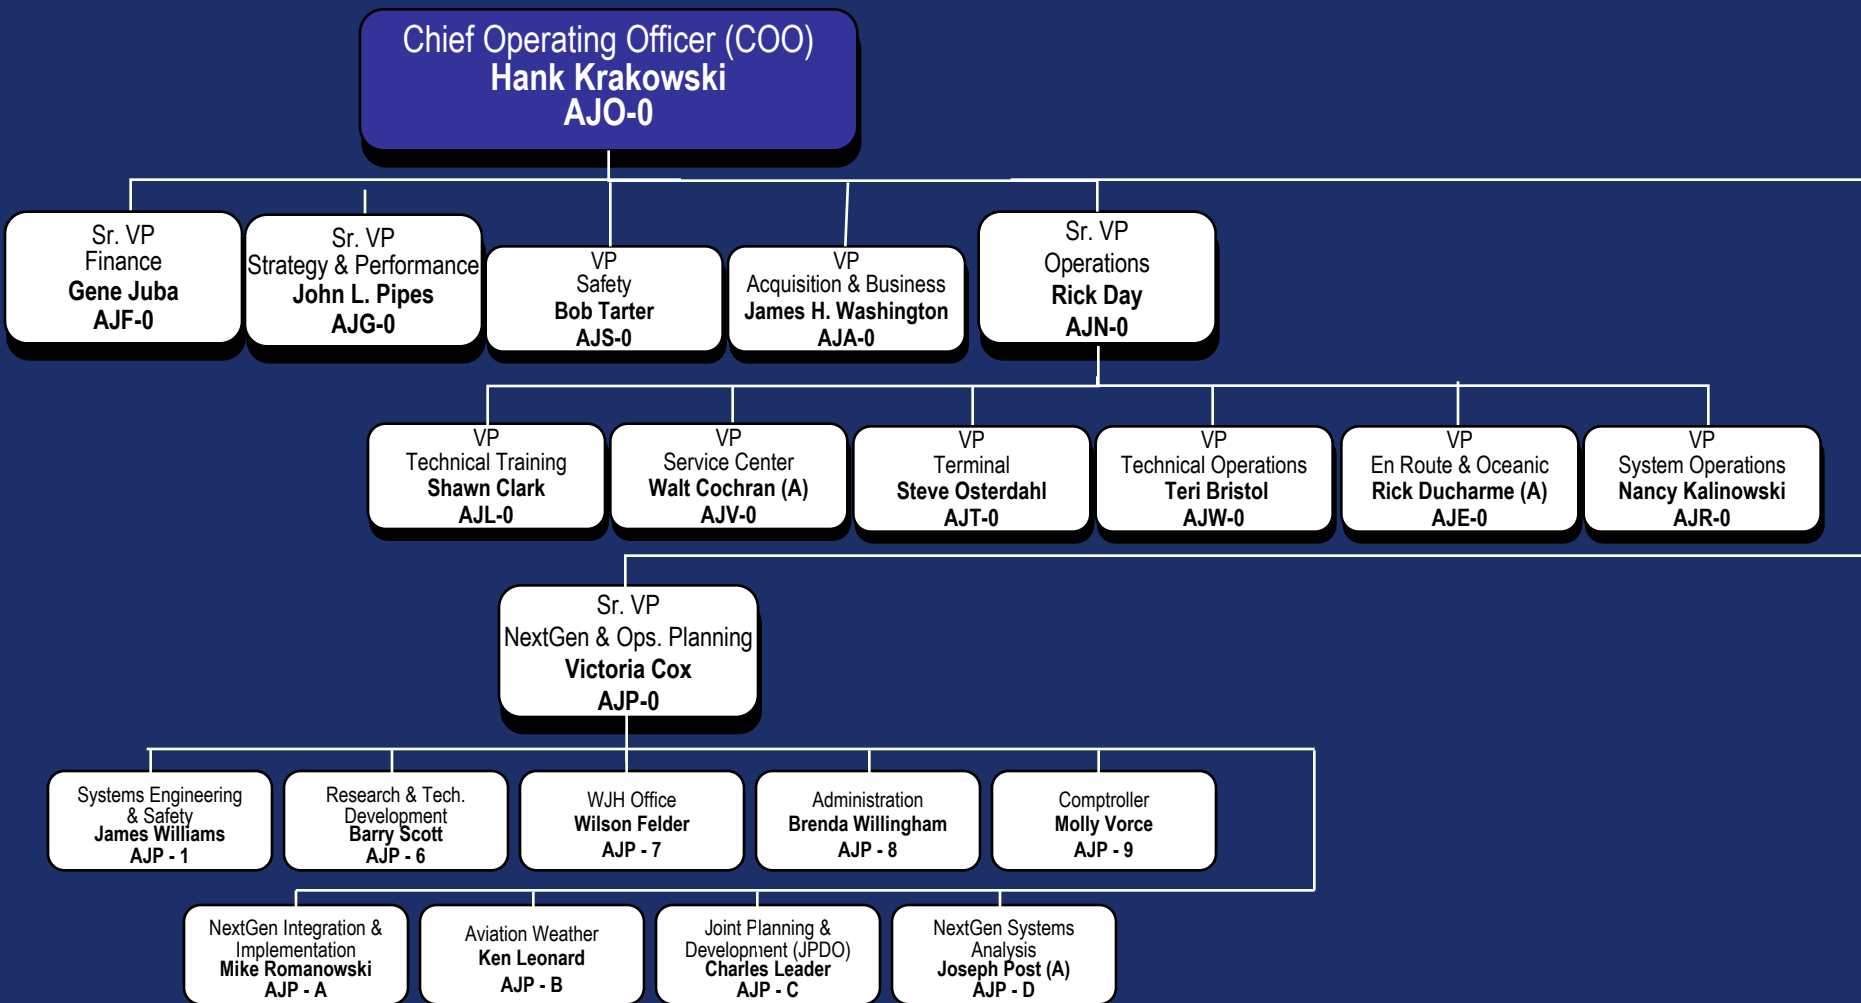 Chief Operating Officer (COO)
Hank Krakowski
AJO-0
Sr. VP
Finance
Gene Juba
AJF-0
Sr. VP
Strategy & Performance
John L. Pipes
AJG-0
VP
Safety
Bob Tarter
AJS-0
VP
Acquisition & Business
James H. Washington
AJA-0
Sr. VP
Operations
Rick Day
AJN-0
VP
Technical Training
Shawn Clark
AJL-0
VP
Service Center
Walt Cochran (A)
AJV-0
VP
Terminal
Steve Osterdahl
AJT-0
VP
Technical Operations
Teri Bristol
AJW-0
VP
En Route & Oceanic
Rick Ducharme (A)
AJE-0
VP
System Operations
Nancy Kalinowski
AJR-0
Sr. VP
NextGen & Ops. Planning
Victoria Cox
AJP-0
Systems Engineering
& Safety
James Williams
AJP - 1
Research & Tech.
Development
Barry Scott
AJP - 6
WJH Office
Wilson Felder
AJP - 7
Administration
Brenda Willingham
AJP - 8
Comptroller
Molly Vorce
AJP - 9
NextGen Integration &
Implementation
Mike Romanowski
AJP - A
Aviation Weather
Ken Leonard
AJP - B
Joint Planning &
Development (JPDO)
Charles Leader
AJP - C
NextGen Systems
Analysis
Joseph Post (A)
AJP - D